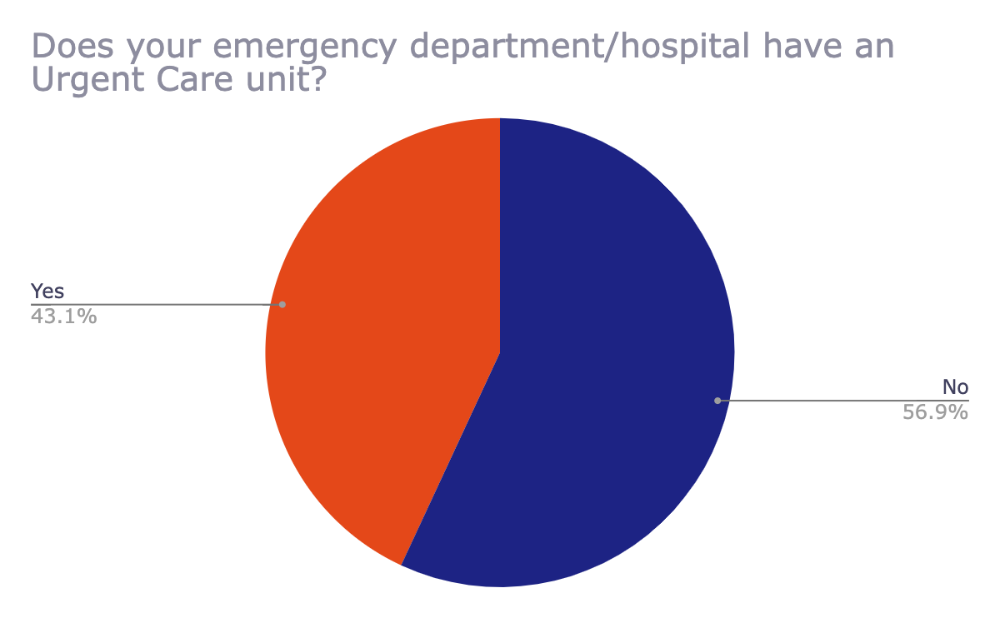 Does your emergency department/hospital have an
Urgent Care unit?
Yes
43.1%
No
56.9%